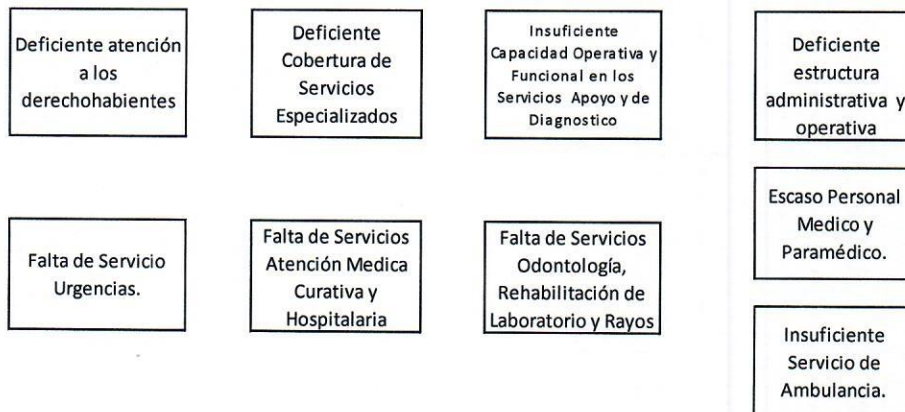 Deficiente atención
a los
derechohabientes
Deficiente
Cobertura de
Servicios
Especializados
Insuficiente
Capacidad Operativa y
Funcional en los
Servicios Apoyo y de
Diagnostico
Deficiente
estructura
administrativa y
operativa
Falta de Servicio
Urgencias.
Falta de Servicios
Atención Medica
Curativa y
Hospitalaria
Falta de Servicios
Odontología,
Rehabilitación de
Laboratorio y Rayos
Escaso Personal
Medico y
Paramédico.
Insuficiente
Servicio de
Ambulancia.